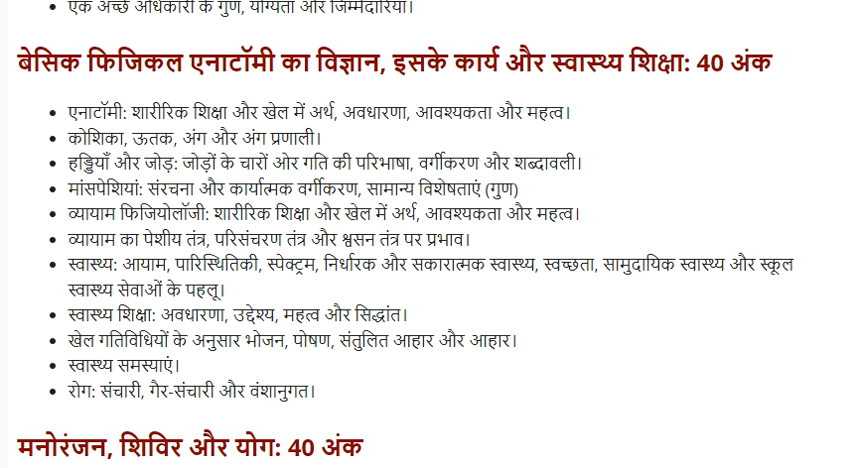 एक अच्छे अधिकारी के गुण, योग्यता और जिम्मेदारियां।
बेसिक फिजिकल एनाटॉमी का विज्ञान, इसके कार्य और स्वास्थ्य शिक्षा: 40 अंक
एनाटॉमी: शारीरिक शिक्षा और खेल में अर्थ, अवधारणा, आवश्यकता और महत्व।
कोशिका, ऊतक, अंग और अंग प्रणाली।
हड्डियाँ और जोड़: जोड़ों के चारों ओर गति की परिभाषा, वर्गीकरण और शब्दावली।
मांसपेशियां: संरचना और कार्यात्मक वर्गीकरण, सामान्य विशेषताएं (गुण)
व्यायाम फिजियोलॉजी: शारीरिक शिक्षा और खेल में अर्थ, आवश्यकता और महत्व।
व्यायाम का पेशीय तंत्र, परिसंचरण तंत्र और श्वसन तंत्र पर प्रभाव।
स्वास्थ्य: आयाम, पारिस्थितिकी, स्पेक्ट्रम, निर्धारक और सकारात्मक स्वास्थ्य, स्वच्छता, सामुदायिक स्वास्थ्य और स्कूल
स्वास्थ्य सेवाओं के पहलू।
स्वास्थ्य शिक्षा: अवधारणा, उद्देश्य, महत्व और सिद्धांत।
खेल गतिविधियों के अनुसार भोजन, पोषण, संतुलित आहार और आहार।
स्वास्थ्य समस्याएं।
रोग: संचारी, गैर-संचारी और वंशानुगत।
मनोरंजन, शिविर और योग: 40 अंक